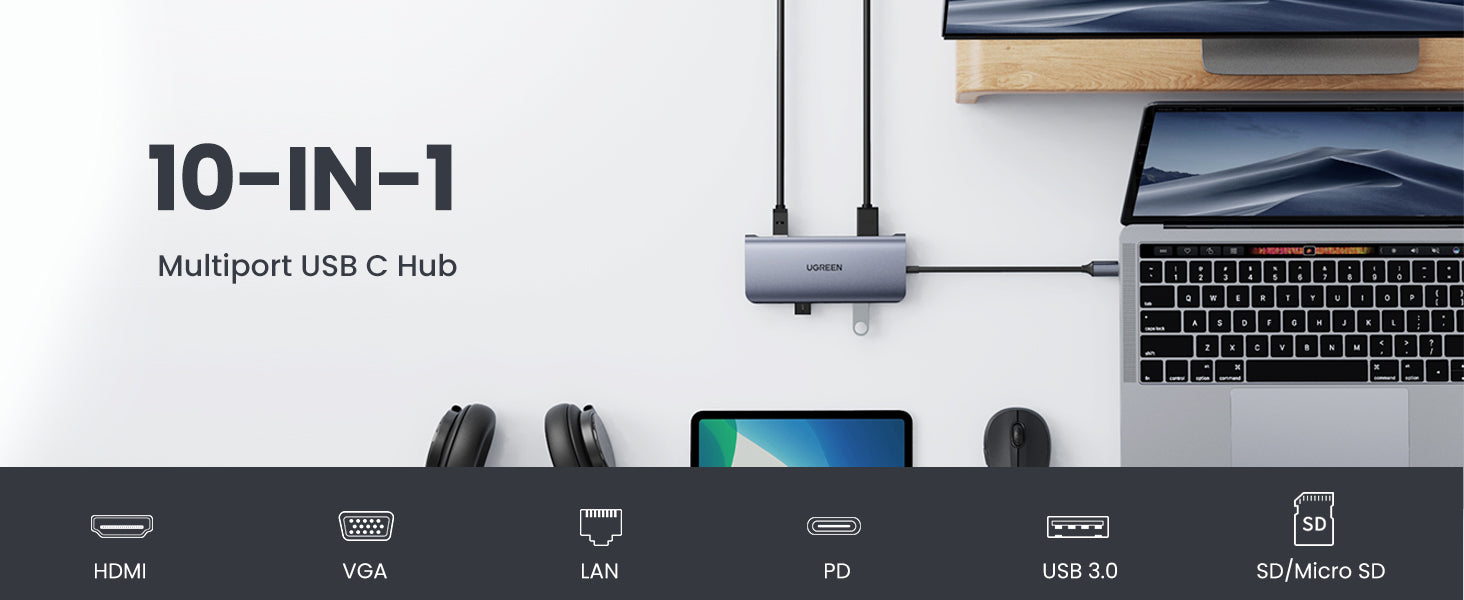 10-IN-1
Multiport USB C Hub
UGREEN
SD
HDMI
VGA
LAN
PD
USB 3.0
SD/Micro SD